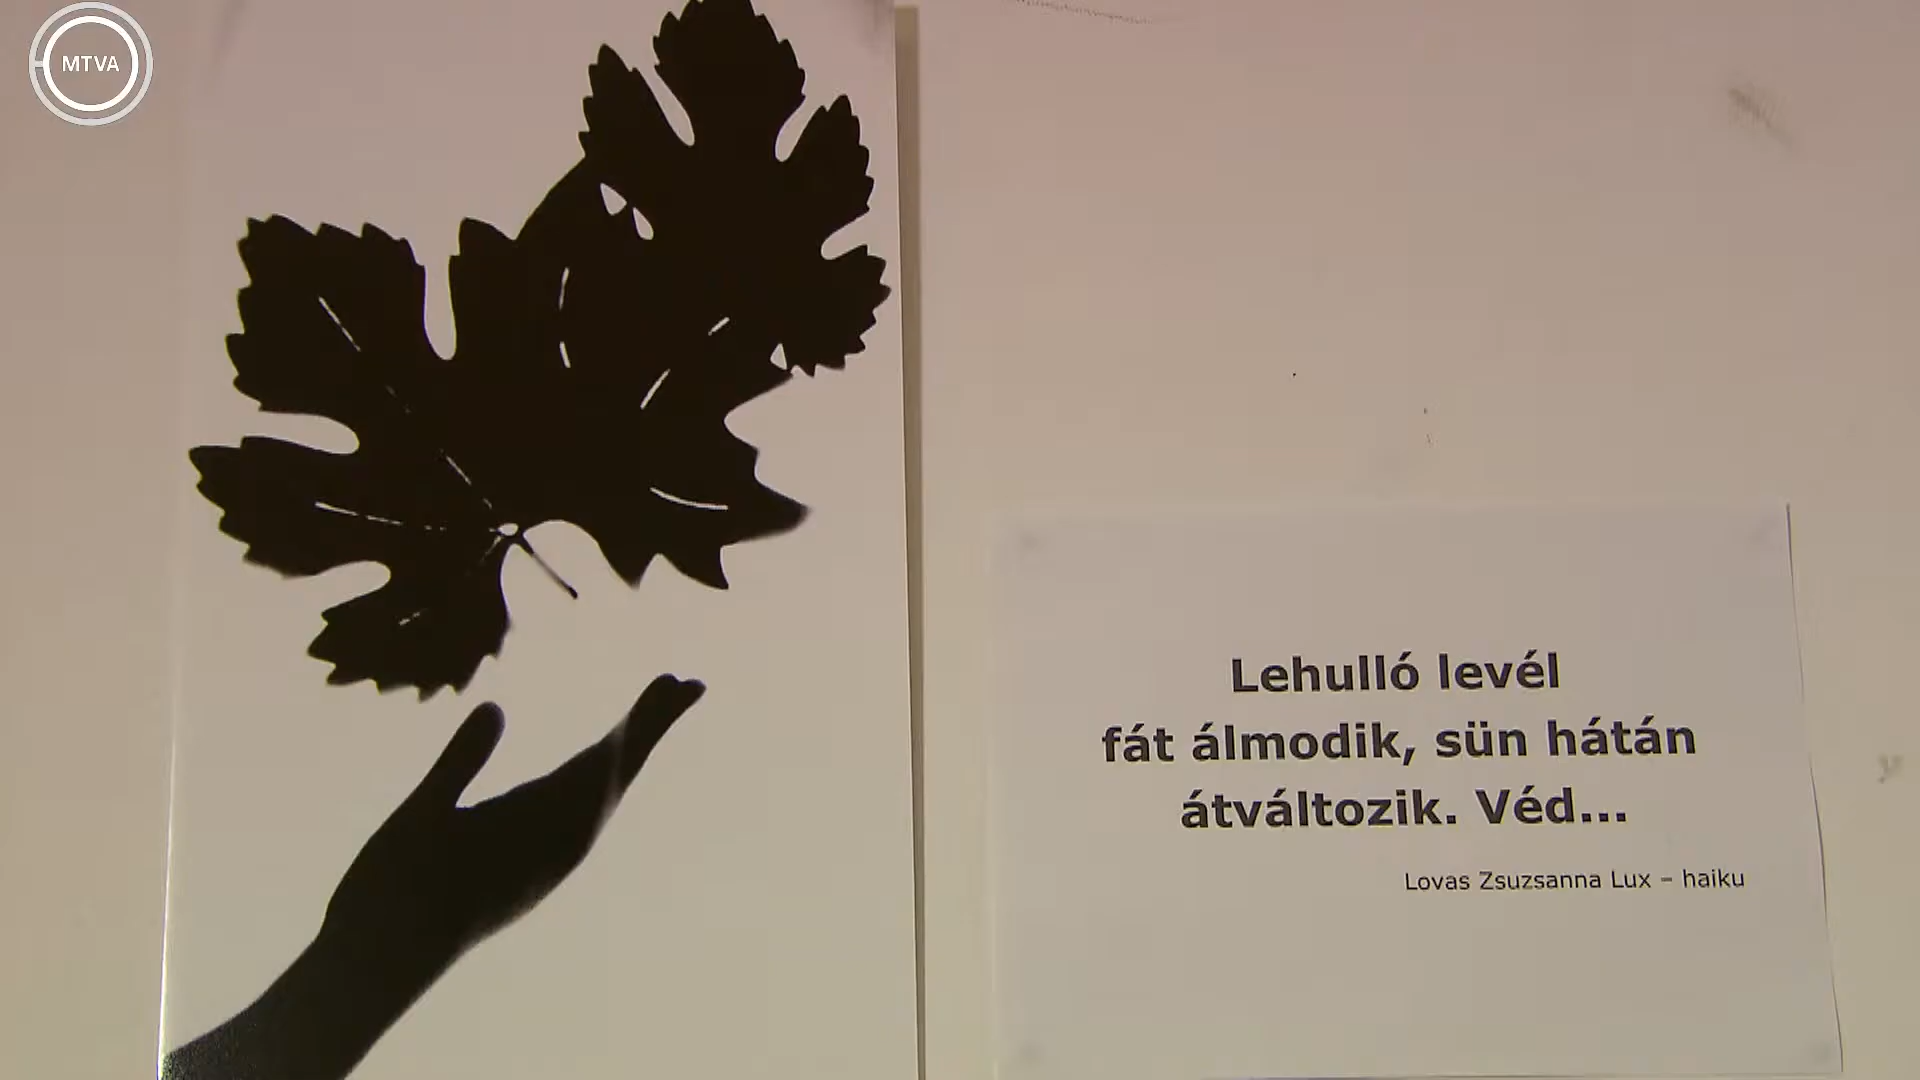 MTVA
Lehulló levél
fát álmodik, sün hátán
átváltozik. Véd...
Lovas Zsuzsanna Lux – haiku